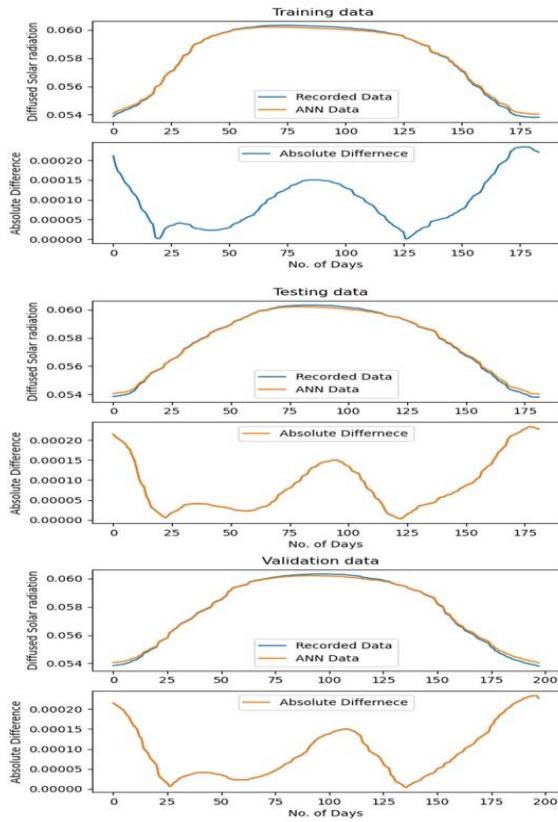 Training data
Diffused Solar radiation
0.060
0.058
0.056
0.054
Recorded Data
ANN Data
0 25 50 75 100 125 150 175
Absolute Difference
0.00020
0.00015
0.00010
0.00005
0.00000
Absolute Differnece
0 25 50 75 100 125 150 175
No. of Days
Testing data
Diffused Solar radiation
0.060
0.058
0.056
0.054
Recorded Data
ANN Data
0 25 50 75 100 125 150 175
Absolute Difference
0.00020
0.00015
0.00010
0.00005
0.00000
Absolute Differnece
0 25 50 75 100 125 150 175
No. of Days
Validation data
Diffused Solar radiation
0.060
0.058
0.056
0.054
Recorded Data
ANN Data
0 25 50 75 100 125 150 175 200
Absolute Difference
0.00020
0.00015
0.00010
0.00005
0.00000
Absolute Differnece
0 25 50 75 100 125 150 175 200
No. of Days